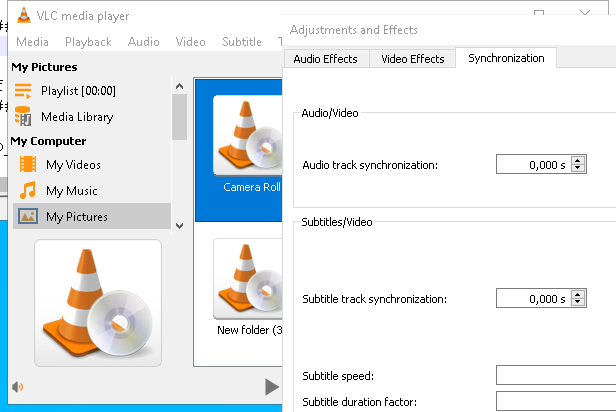 VLC media player
Media Playback Audio Video Subtitle
My Pictures
Playlist [00:00]
Media Library
My Computer
My Videos
My Music
My Pictures
Camera Roll
New folder (3
Adjustments and Effects
Audio Effects Video Effects Synchronization
Audio/Video
Audio track synchronization: 0,000 s
Subtitles/Video
Subtitle track synchronization: 0,000 s
Subtitle speed:
Subtitle duration factor: